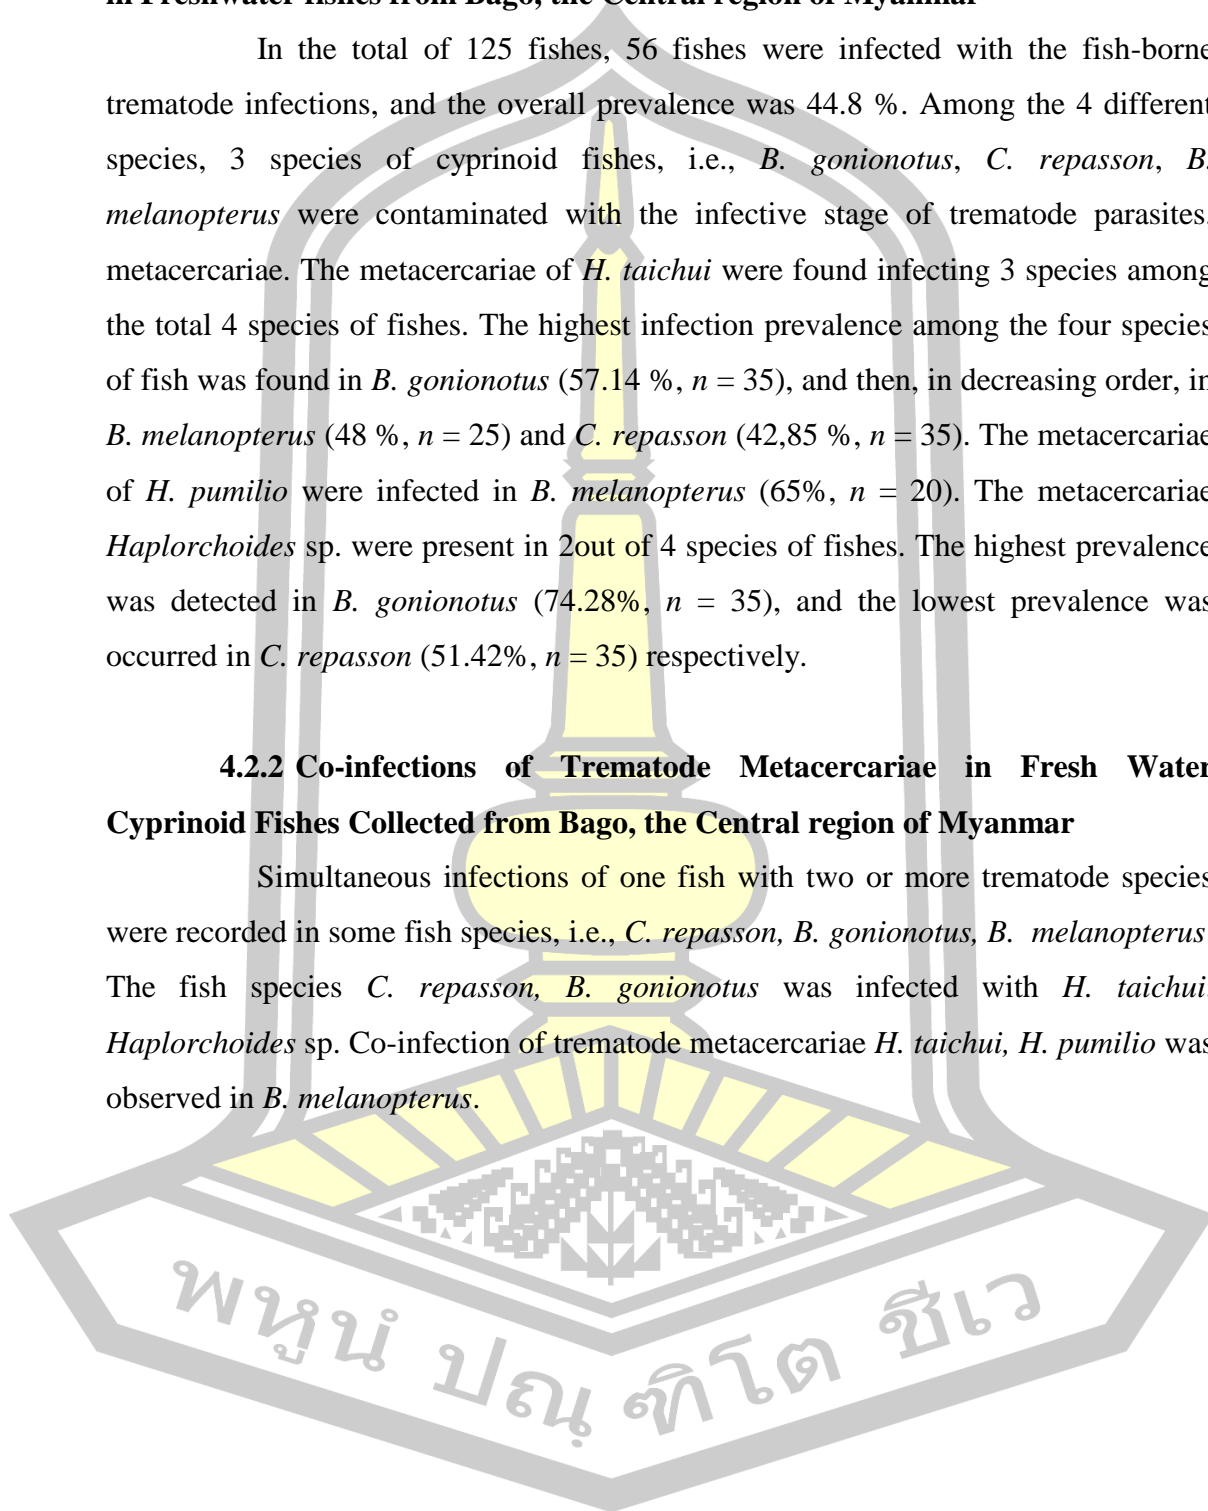 in Freshwater fishes from Bago, the Central region of Myanmar
In the total of 125 fishes, 56 fishes were infected with the fish-borne
trematode infections, and the overall prevalence was 44.8 %. Among the 4 different
species, 3 species of cyprinoid fishes, i.e., B. gonionotus, C. repasson, B.
melanopterus were contaminated with the infective stage of trematode parasites,
metacercariae. The metacercariae of H. taichui were found infecting 3 species among
the total 4 species of fishes. The highest infection prevalence among the four species
of fish was found in B. gonionotus (57.14 %, n = 35), and then, in decreasing order, in
B. melanopterus (48 %, n = 25) and C. repasson (42,85 %, n = 35). The metacercariae
of H. pumilio were infected in B. melanopterus (65%, n = 20). The metacercariae
Haplorchoides sp. were present in 2out of 4 species of fishes. The highest prevalence
was detected in B. gonionotus (74.28%, n = 35), and the lowest prevalence was
occurred in C. repasson (51.42%, n = 35) respectively.
4.2.2 Co-infections of Trematode Metacercariae in Fresh Water
Cyprinoid Fishes Collected from Bago, the Central region of Myanmar
Simultaneous infections of one fish with two or more trematode species
were recorded in some fish species, i.e., C. repasson, B. gonionotus, B. melanopterus
The fish species C. repasson, B. gonionotus was infected with H. taichui,
Haplorchoides sp. Co-infection of trematode metacercariae H. taichui, H. pumilio was
observed in B. melanopterus.
พหูนํ ปณฺฑิโต ชีเว